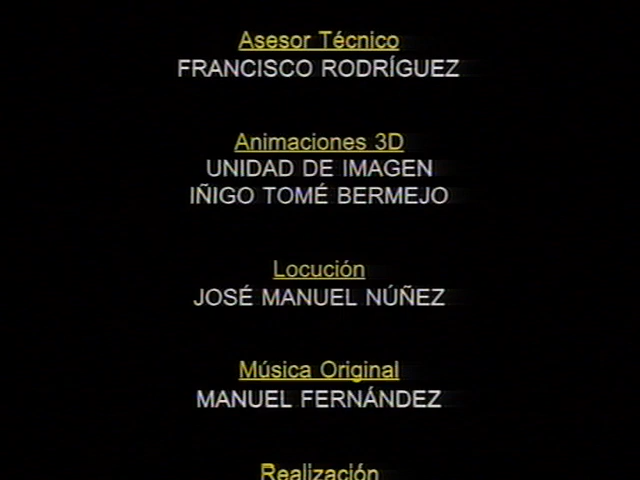 Asesor Técnico
FRANCISCO RODRÍGUEZ
Animaciones 3D
UNIDAD DE IMAGEN
IÑIGO TOMÉ BERMEJO
Locución
JOSÉ MANUEL NÚÑEZ
Música Original
MANUEL FERNÁNDEZ
Realización